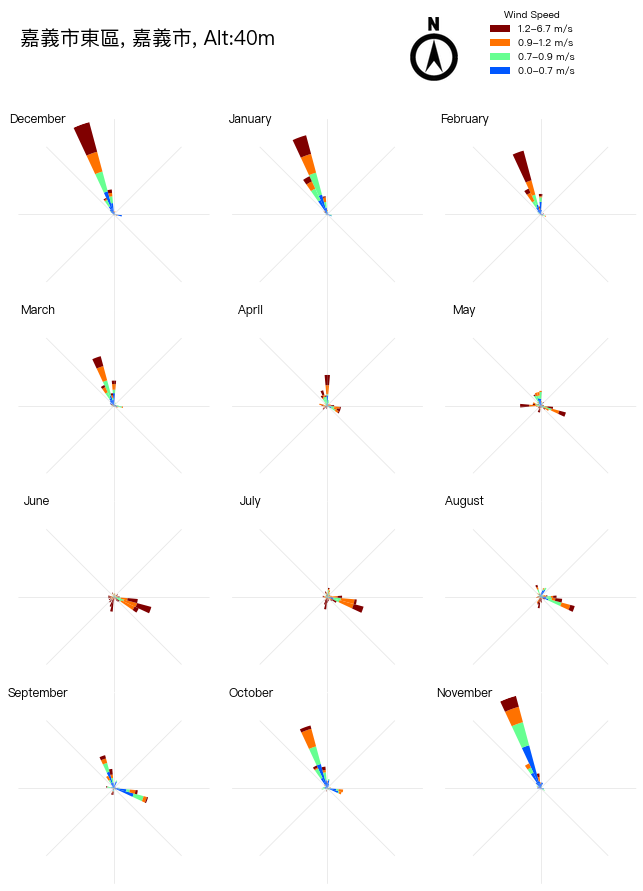 N
Wind Speed
嘉義市東區, 嘉義市, Alt:40m
1.2–6.7 m/s
0.9–1.2 m/s
0.7–0.9 m/s
0.0–0.7 m/s
December
January
February
March
April
May
June
July
August
September
October
November